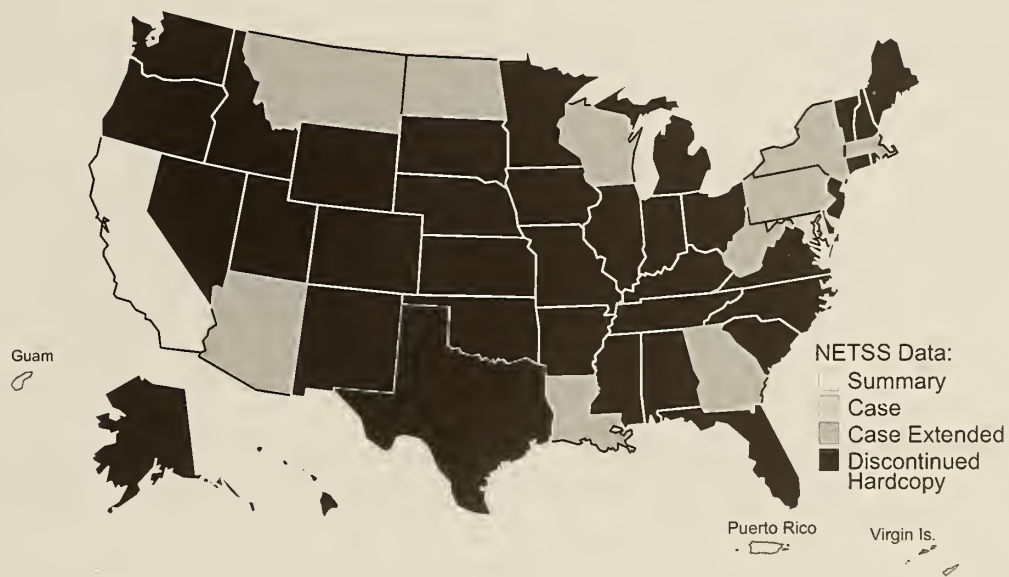 Guam
NETSS Data:
Summary
Case
Case Extended
Discontinued
Hardcopy
Puerto Rico
Virgin Is.